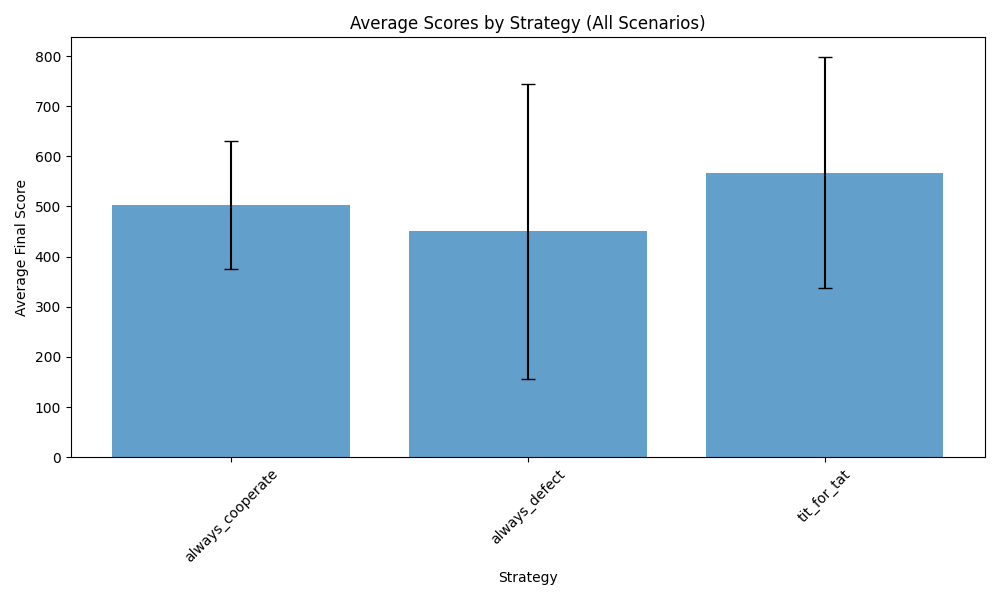 Average Scores by Strategy (All Scenarios)
Average Final Score
800
700
600
500
400
300
200
100
0
always_cooperate
always_defect
tit_for_tat
Strategy